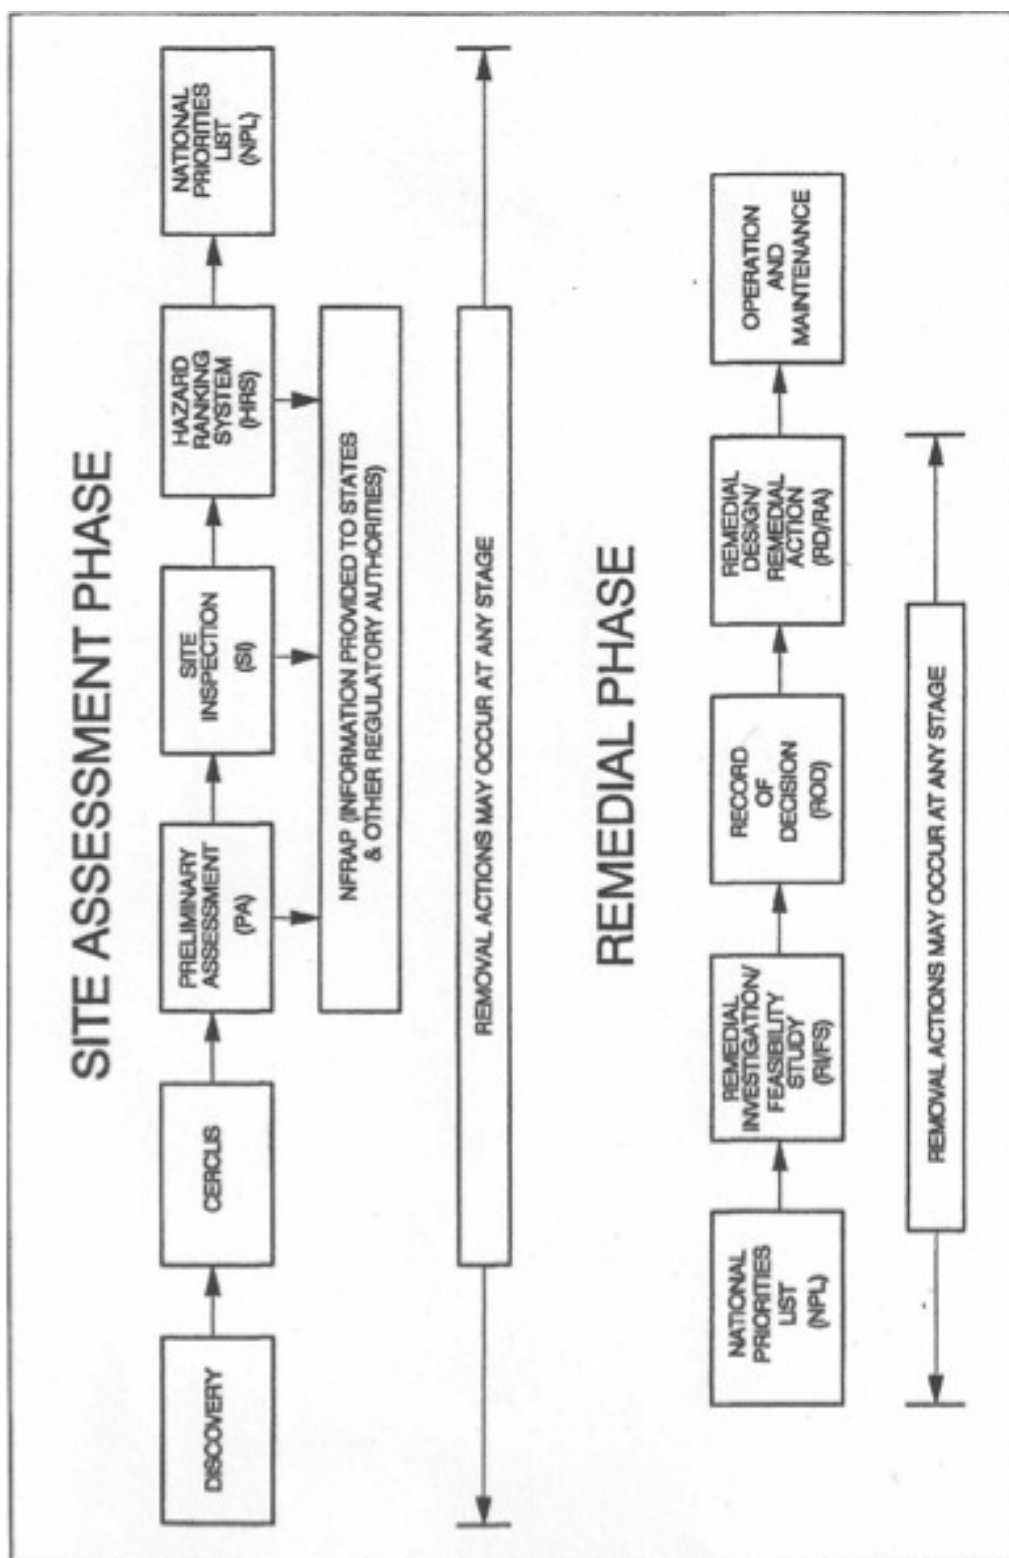 SITE ASSESSMENT PHASE
DISCOVERY
CERCLIS
PRELIMINARY
ASSESSMENT
(PA)
SITE
INSPECTION
(SI)
HAZARD
RANKING
SYSTEM
(HRS)
NATIONAL
PRIORITIES
LIST
(NPL)
NFRAP (INFORMATION PROVIDED TO STATES
& OTHER REGULATORY AUTHORITIES)
REMOVAL ACTIONS MAY OCCUR AT ANY STAGE
REMEDIAL PHASE
NATIONAL
PRIORITIES
LIST
(NPL)
REMEDIAL
INVESTIGATION/
FEASIBILITY
STUDY
(RI/FS)
RECORD
OF
DECISION
(ROD)
REMEDIAL
DESIGN/
REMEDIAL
ACTION
(RD/RA)
OPERATION
AND
MAINTENANCE
REMOVAL ACTIONS MAY OCCUR AT ANY STAGE